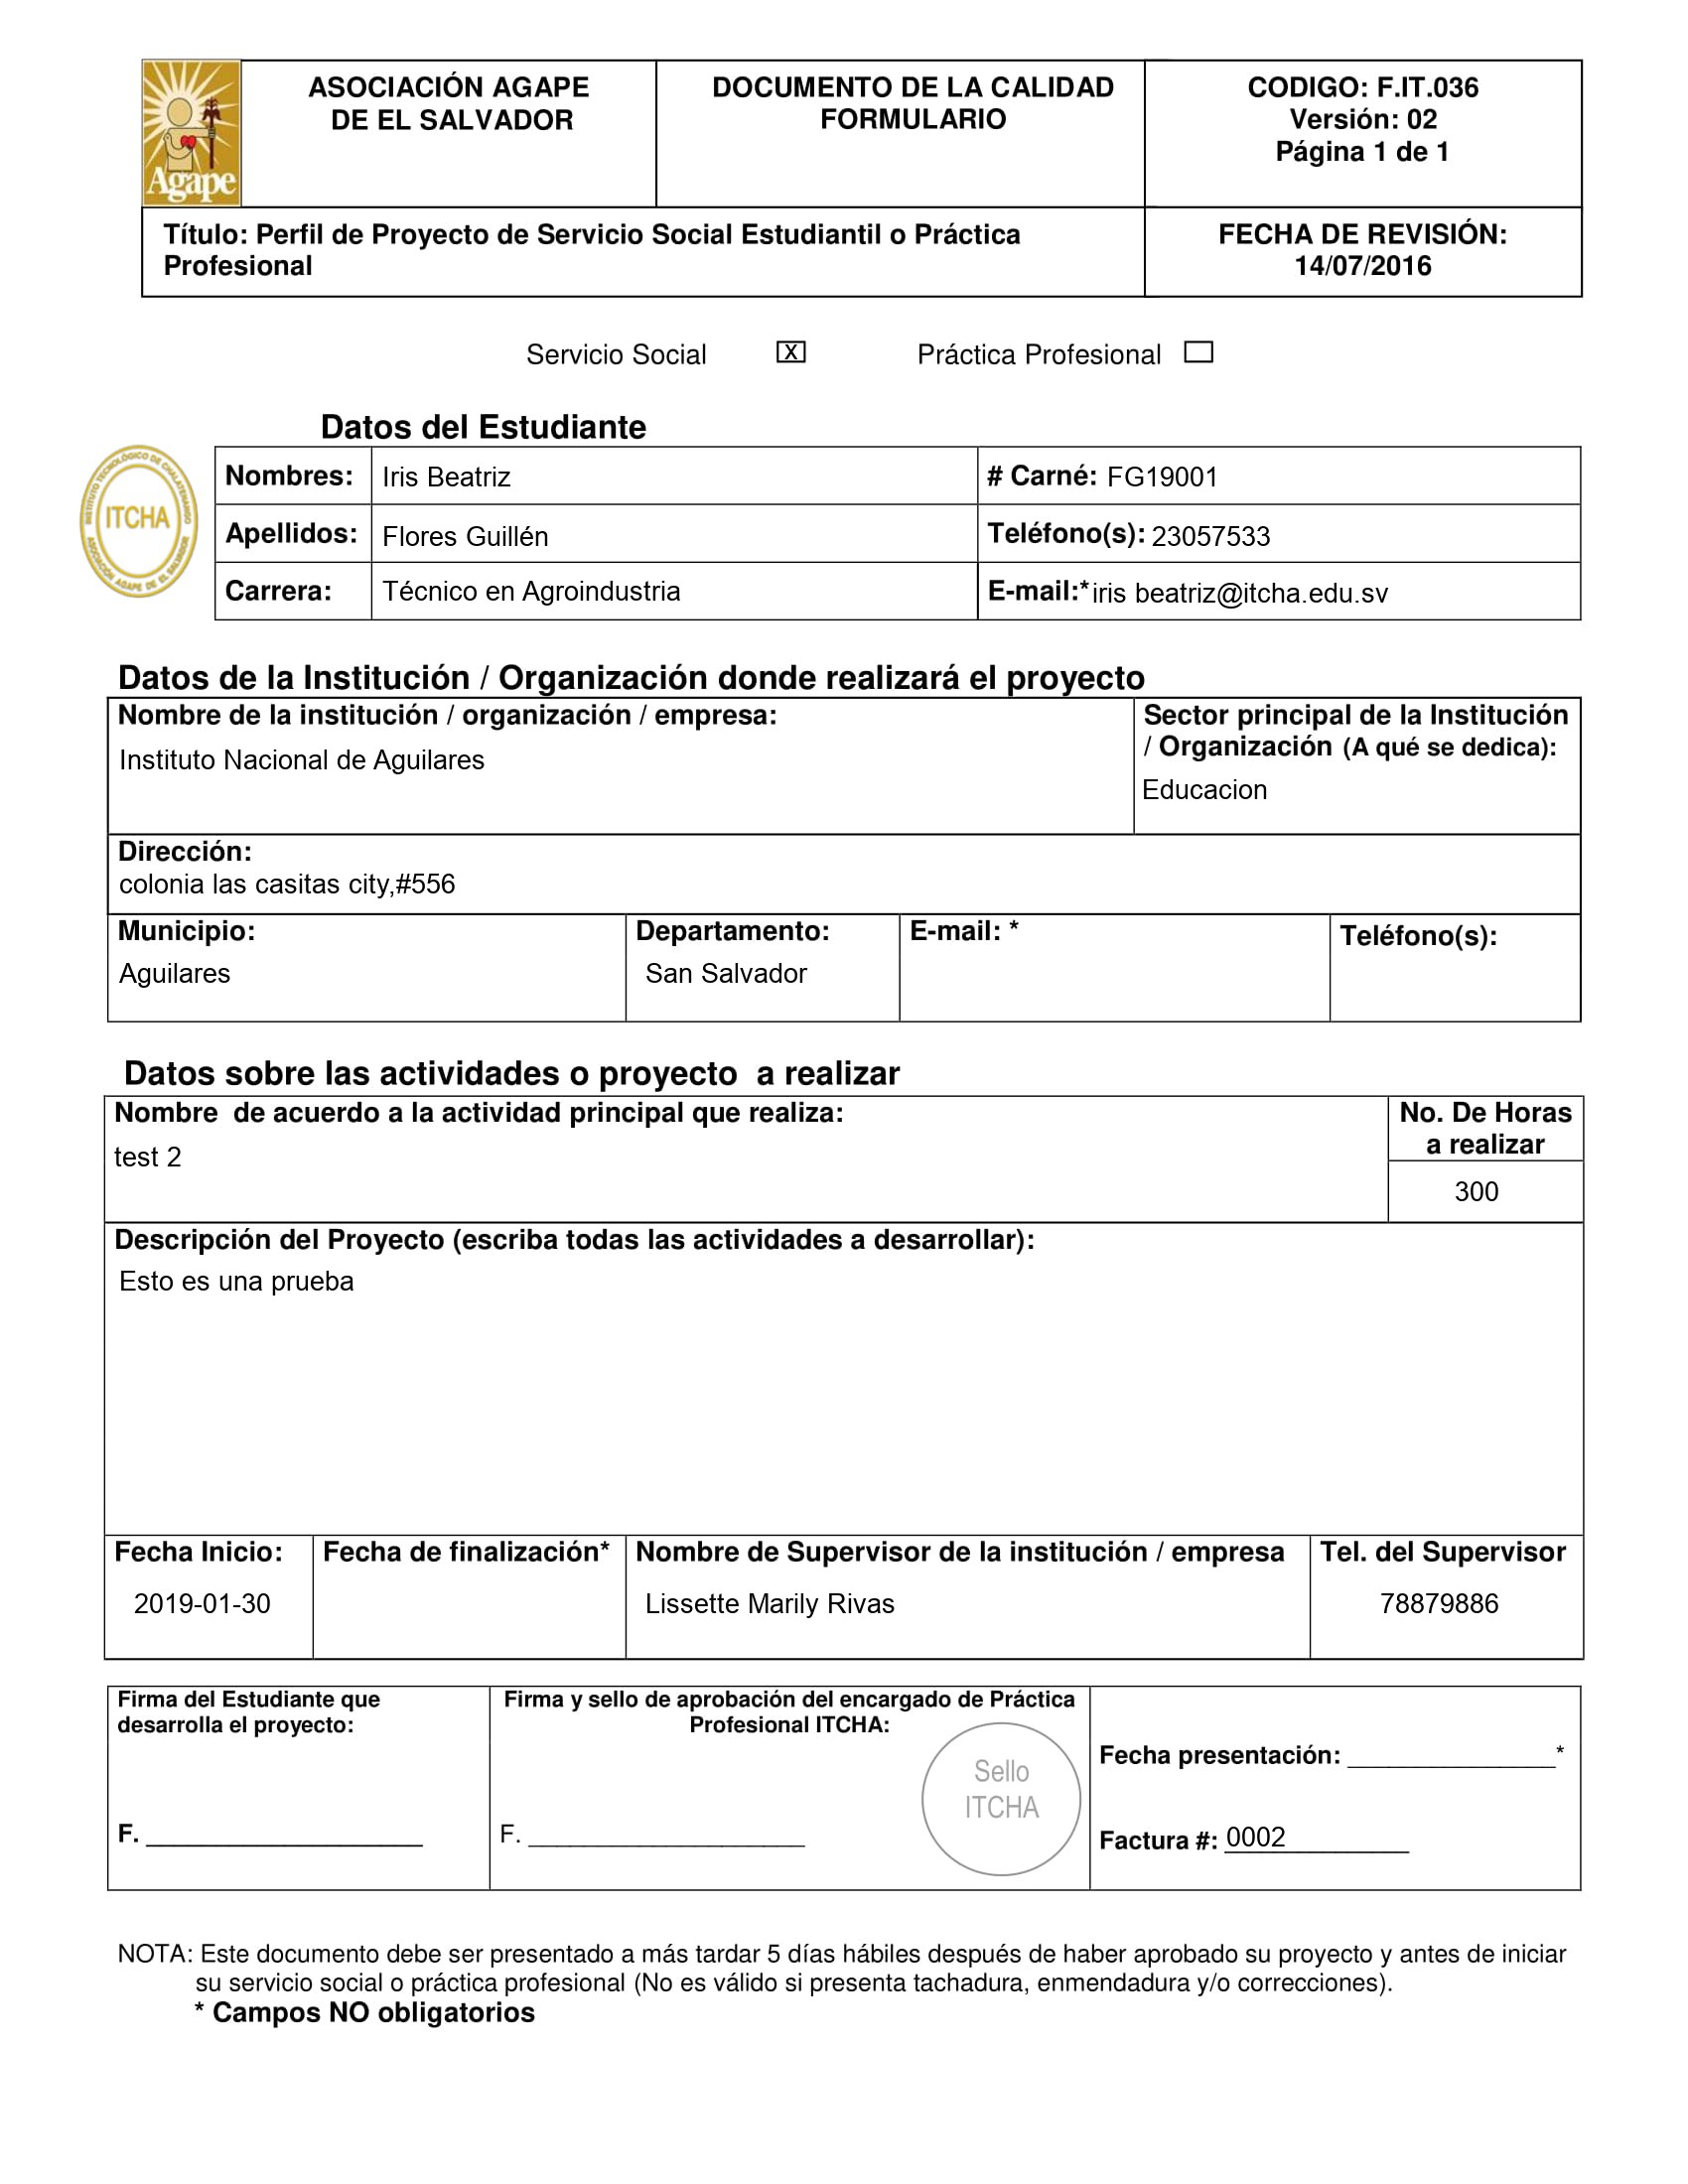 Agape
ASOCIACIÓN AGAPE
DE EL SALVADOR
DOCUMENTO DE LA CALIDAD
FORMULARIO
CODIGO: F.IT.036
Versión: 02
Página 1 de 1
Título: Perfil de Proyecto de Servicio Social Estudiantil o Práctica
Profesional
FECHA DE REVISIÓN:
14/07/2016
Servicio Social X Práctica Profesional
Datos del Estudiante
INSTITUTO TECNOLÓGICO DE CHALATENANGO
ITCHA
ASOCIACIÓN AGAPE DE EL SALVADOR
Nombres: Iris Beatriz # Carné: FG19001
Apellidos: Flores Guillén Teléfono(s): 23057533
Carrera: Técnico en Agroindustria E-mail:*iris beatriz@itcha.edu.sv
Datos de la Institución / Organización donde realizará el proyecto
Nombre de la institución / organización / empresa:
Instituto Nacional de Aguilares
Sector principal de la Institución
/ Organización (A qué se dedica):
Educacion
Dirección:
colonia las casitas city,#556
Municipio: Departamento: E-mail: * Teléfono(s):
Aguilares San Salvador
Datos sobre las actividades o proyecto a realizar
Nombre de acuerdo a la actividad principal que realiza:
test 2
No. De Horas
a realizar
300
Descripción del Proyecto (escriba todas las actividades a desarrollar):
Esto es una prueba
Fecha Inicio: Fecha de finalización* Nombre de Supervisor de la institución / empresa Tel. del Supervisor
2019-01-30 Lissette Marily Rivas 78879886
Firma del Estudiante que
desarrolla el proyecto:
F. ____________________
Firma y sello de aprobación del encargado de Práctica
Profesional ITCHA:
Sello
ITCHA
F. ____________________
Fecha presentación: _______________*
Factura #: 0002
NOTA: Este documento debe ser presentado a más tardar 5 días hábiles después de haber aprobado su proyecto y antes de iniciar
su servicio social o práctica profesional (No es válido si presenta tachadura, enmendadura y/o correcciones).
* Campos NO obligatorios